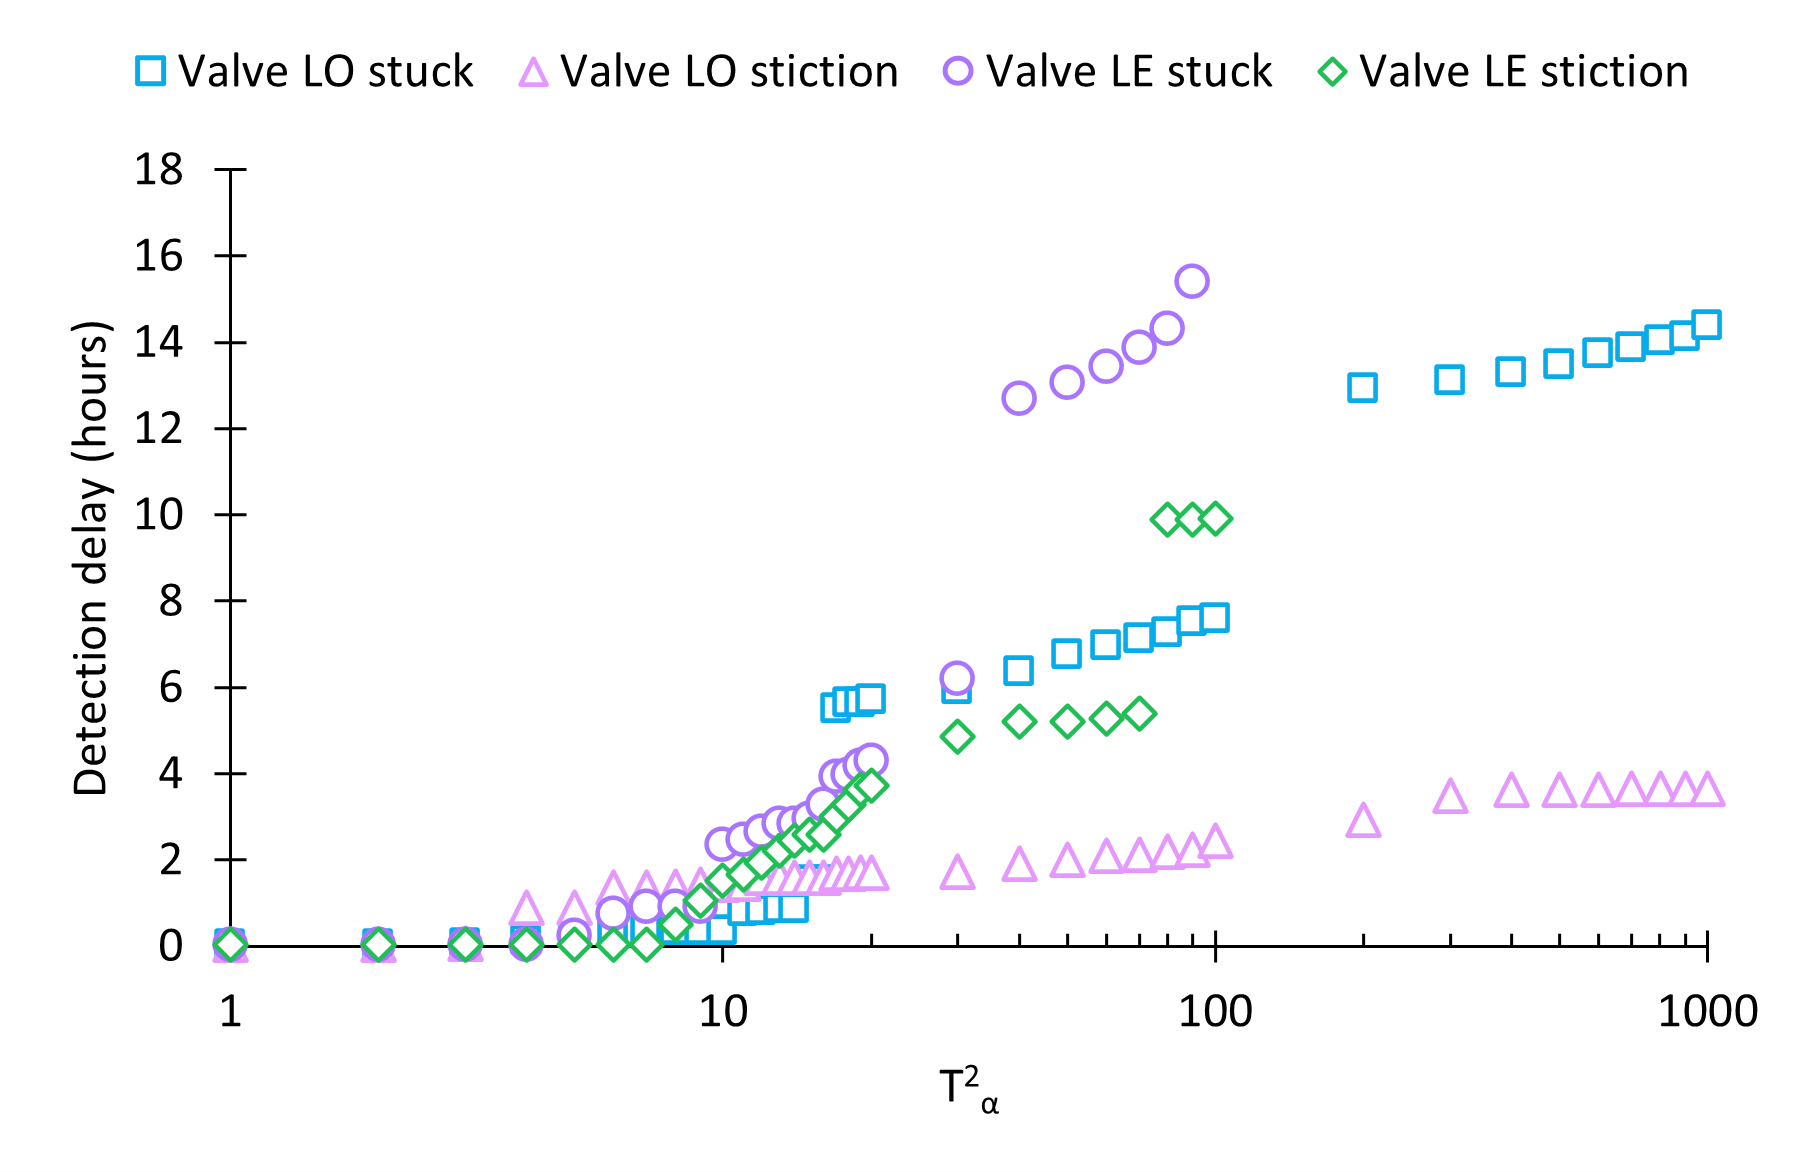 Valve LO stuck Valve LO stiction Valve LE stuck Valve LE stiction
18
16
14
12
10
8
6
4
2
0
Detection delay (hours)
1 10 100 1000
T²α